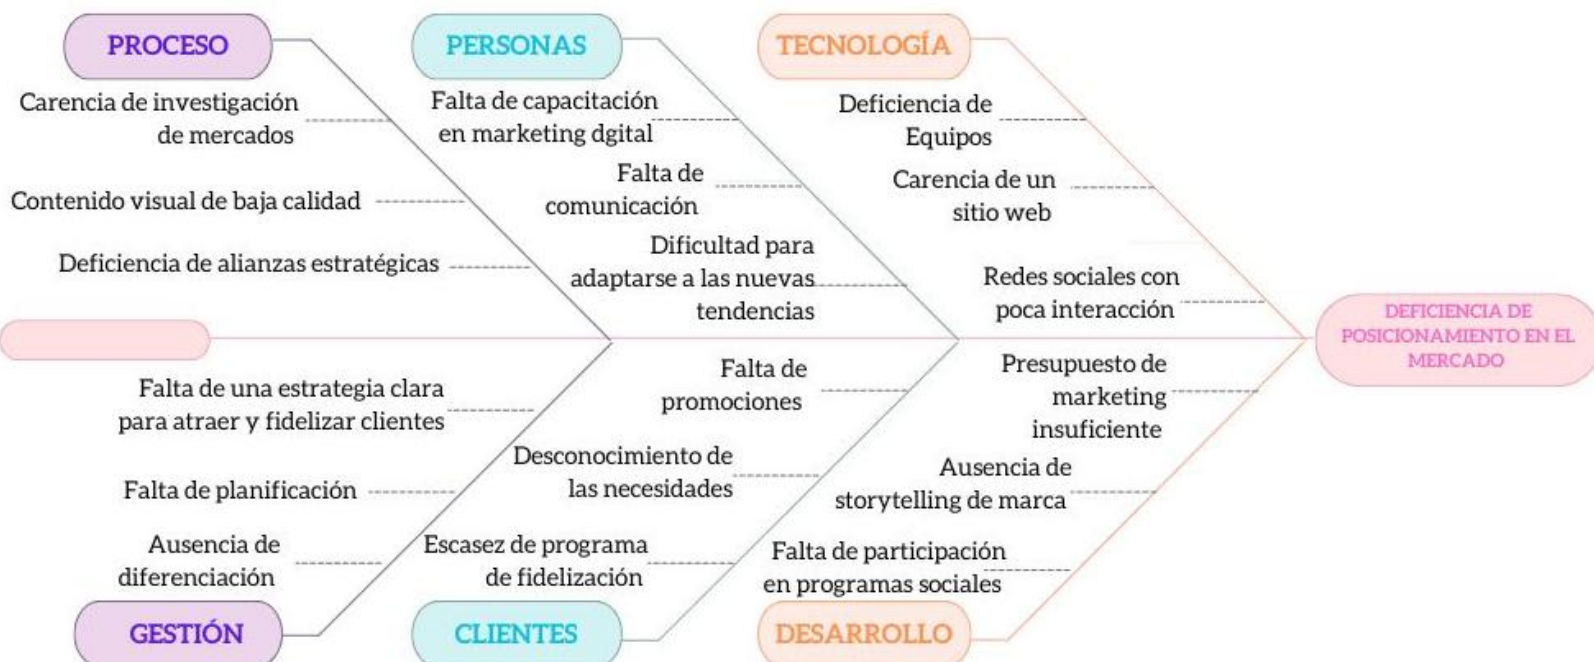 PROCESO
Carencia de investigación
de mercados
Contenido visual de baja calidad
Deficiencia de alianzas estratégicas
PERSONAS
Falta de capacitación
en marketing dgital
Falta de
comunicación
Dificultad para
adaptarse a las nuevas
tendencias
TECNOLOGÍA
Deficiencia de
Equipos
Carencia de un
sitio web
Redes sociales con
poca interacción
DEFICIENCIA DE
POSICIONAMIENTO EN EL
MERCADO
Falta de una estrategia clara
para atraer y fidelizar clientes
Falta de planificación
Ausencia de
diferenciación
GESTIÓN
Falta de
promociones
Desconocimiento de
las necesidades
Escasez de programa
de fidelización
CLIENTES
Presupuesto de
marketing
insuficiente
Ausencia de
storytelling de marca
Falta de participación
en programas sociales
DESARROLLO